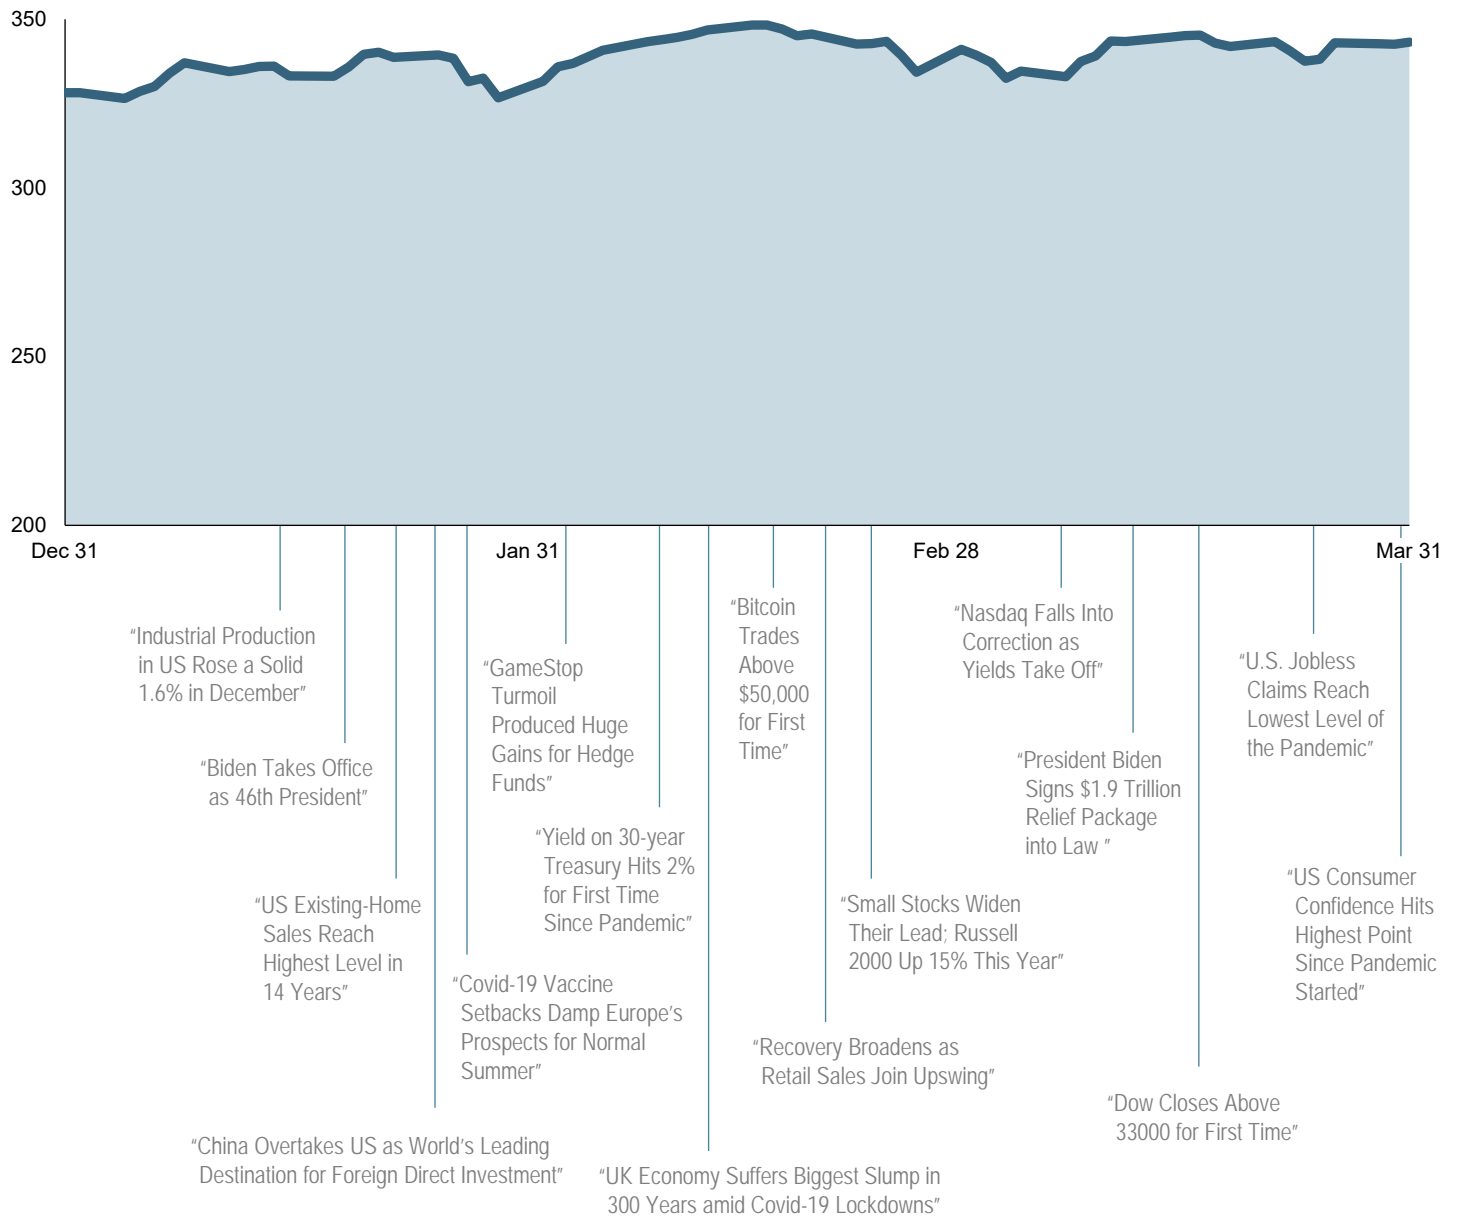 350
300
250
200
Dec 31
Jan 31
Feb 28
Mar 31
“Industrial Production
in US Rose a Solid
1.6% in December”
“Biden Takes Office
as 46th President”
“US Existing-Home
Sales Reach
Highest Level in
14 Years”
“China Overtakes US as World’s Leading
Destination for Foreign Direct Investment”
“Covid-19 Vaccine
Setbacks Damp Europe’s
Prospects for Normal
Summer”
“GameStop
Turmoil
Produced Huge
Gains for Hedge
Funds”
“Yield on 30-year
Treasury Hits 2%
for First Time
Since Pandemic”
“UK Economy Suffers Biggest Slump in
300 Years amid Covid-19 Lockdowns”
“Bitcoin
Trades
Above
$50,000
for First
Time”
“Recovery Broadens as
Retail Sales Join Upswing”
“Small Stocks Widen
Their Lead; Russell
2000 Up 15% This Year”
“Nasdaq Falls Into
Correction as
Yields Take Off”
“President Biden
Signs $1.9 Trillion
Relief Package
into Law ”
“Dow Closes Above
33000 for First Time”
“U.S. Jobless
Claims Reach
Lowest Level of
the Pandemic”
“US Consumer
Confidence Hits
Highest Point
Since Pandemic
Started”